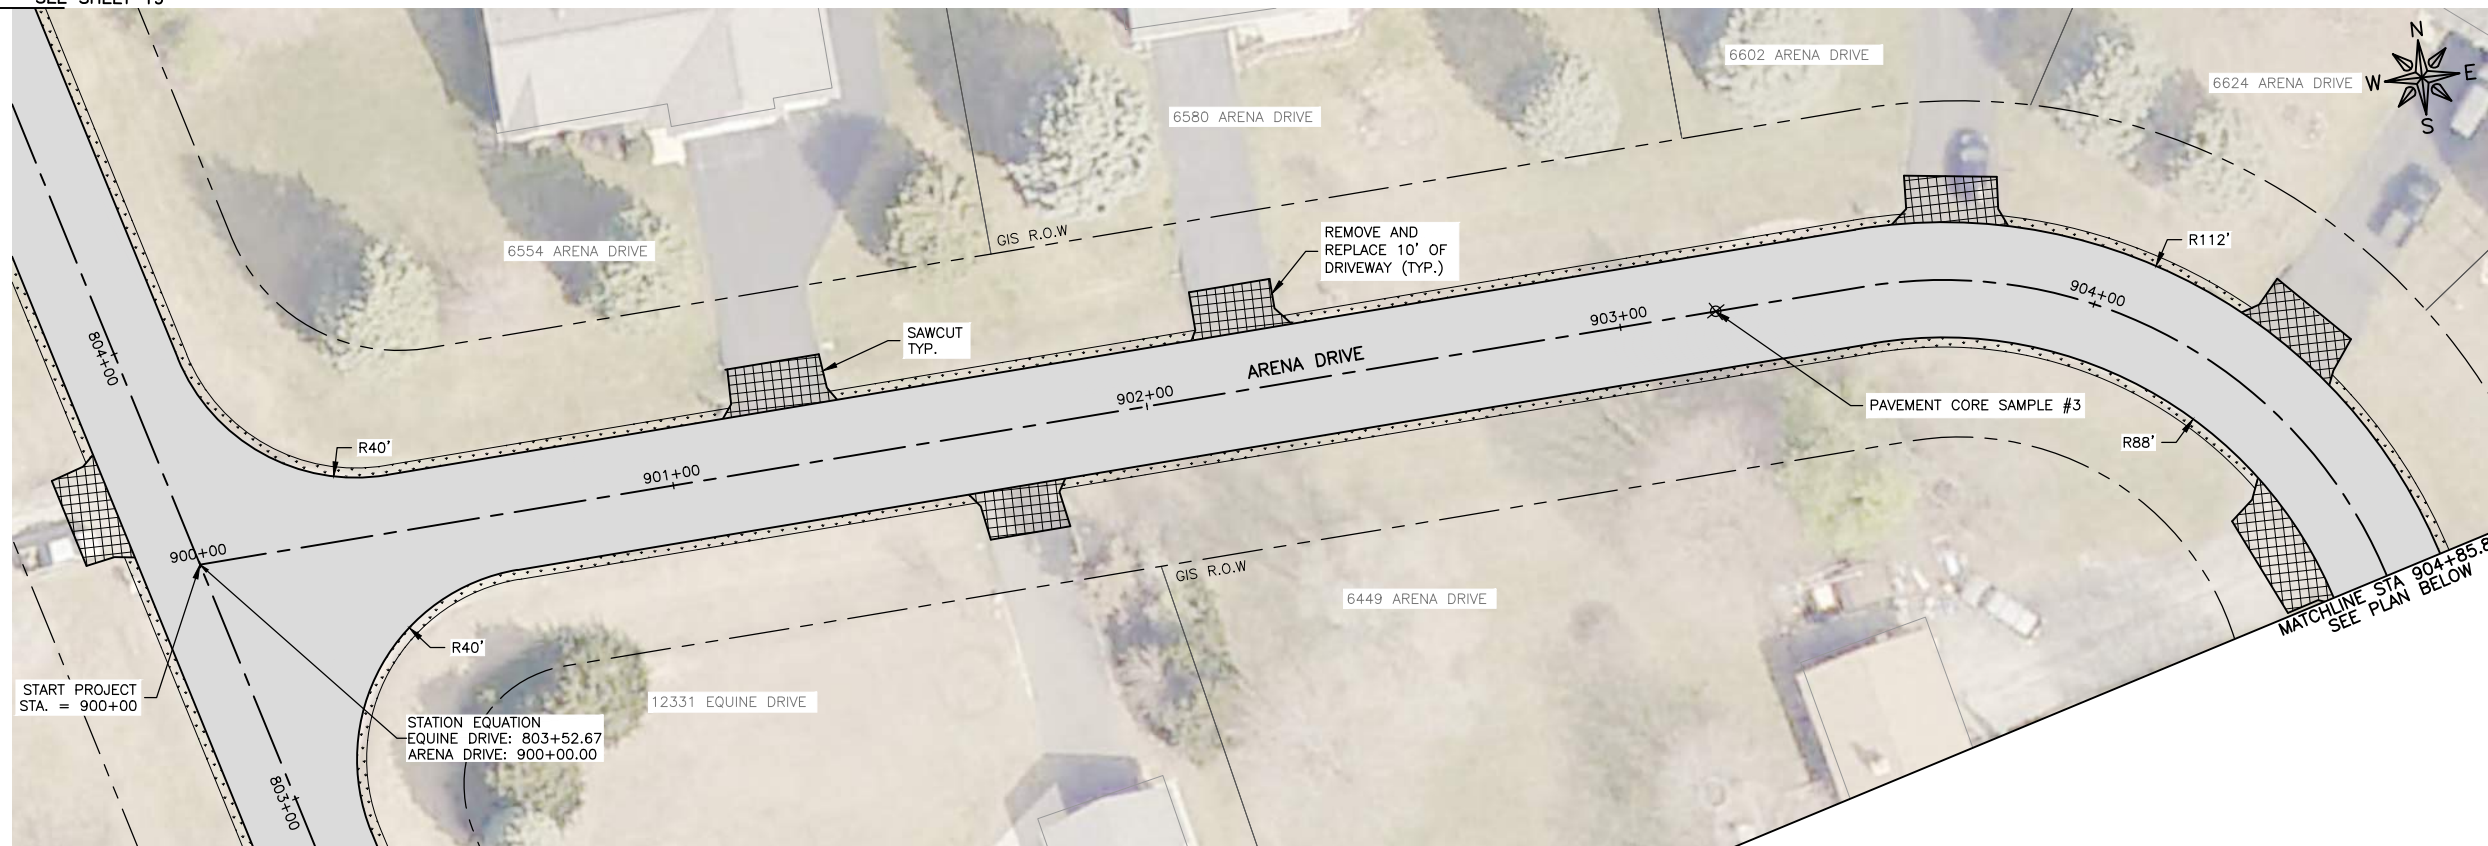 SEE SHEET 13
6602 ARENA DRIVE
6624 ARENA DRIVE
N
W
E
S
6580 ARENA DRIVE
GIS R.O.W
REMOVE AND
REPLACE 10' OF
DRIVEWAY (TYP.)
R112'
6554 ARENA DRIVE
SAWCUT
TYP.
804+00
R40'
901+00
902+00
ARENA DRIVE
903+00
904+00
PAVEMENT CORE SAMPLE #3
R88'
900+00
GIS R.O.W
6449 ARENA DRIVE
MATCHLINE STA 904+85.8
SEE PLAN BELOW
R40'
START PROJECT
STA. = 900+00
12331 EQUINE DRIVE
STATION EQUATION
EQUINE DRIVE: 803+52.67
ARENA DRIVE: 900+00.00
803+00